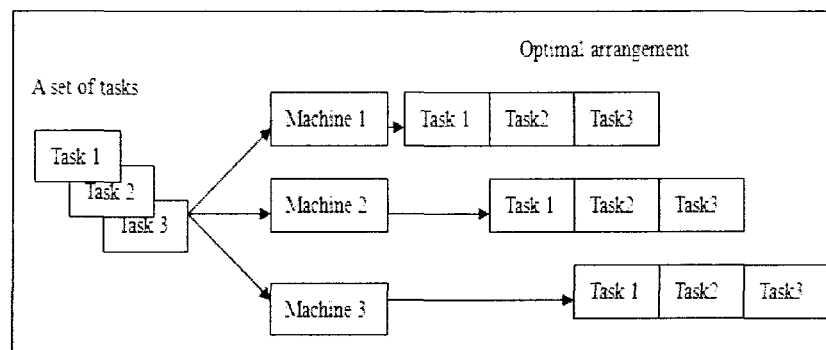 Optimal arrangement
A set of tasks
Machine 1
Task 1
Task2
Task3
Task 1
Task 2
Task 3
Machine 2
Task 1
Task2
Task3
Machine 3
Task 1
Task2
Task3